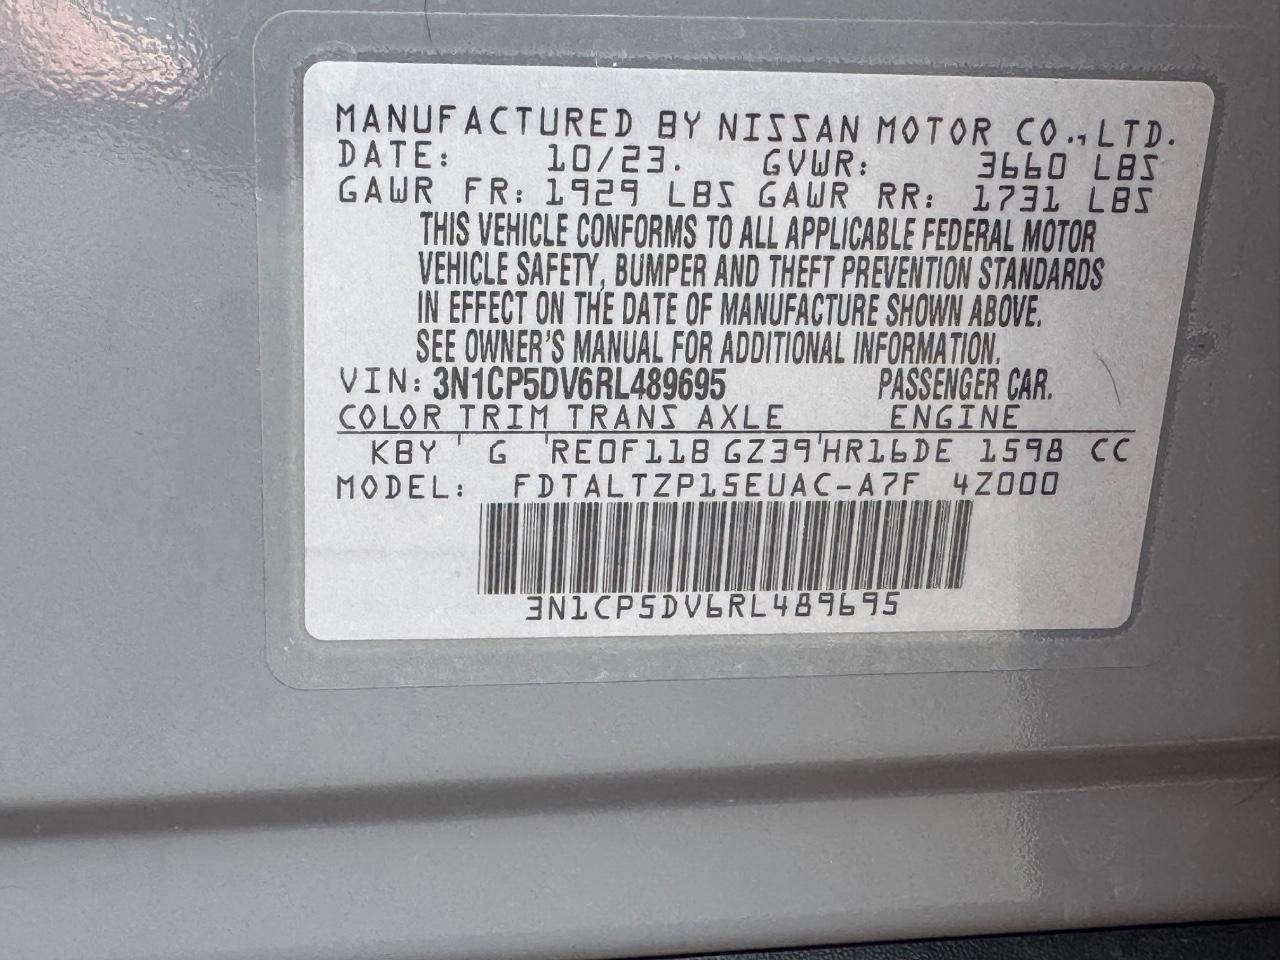 MANUFACTURED BY NISSAN MOTOR CO., LTD.
DATE: 10/23. GVWR: 3660 LBS
GAWR FR: 1929 LBS GAWR RR: 1731 LBS
THIS VEHICLE CONFORMS TO ALL APPLICABLE FEDERAL MOTOR
VEHICLE SAFETY, BUMPER AND THEFT PREVENTION STANDARDS
IN EFFECT ON THE DATE OF MANUFACTURE SHOWN ABOVE.
SEE OWNER'S MANUAL FOR ADDITIONAL INFORMATION.
VIN: 3N1CP5DV6RL489695 PASSENGER CAR.
COLOR TRIM TRANS AXLE ENGINE
KBY ' G 'RE0F11B GZ39'HR16DE 1598 CC
MODEL: FDTALTZP15EUAC-A7F 4Z000
3N1CP5DV6RL489695